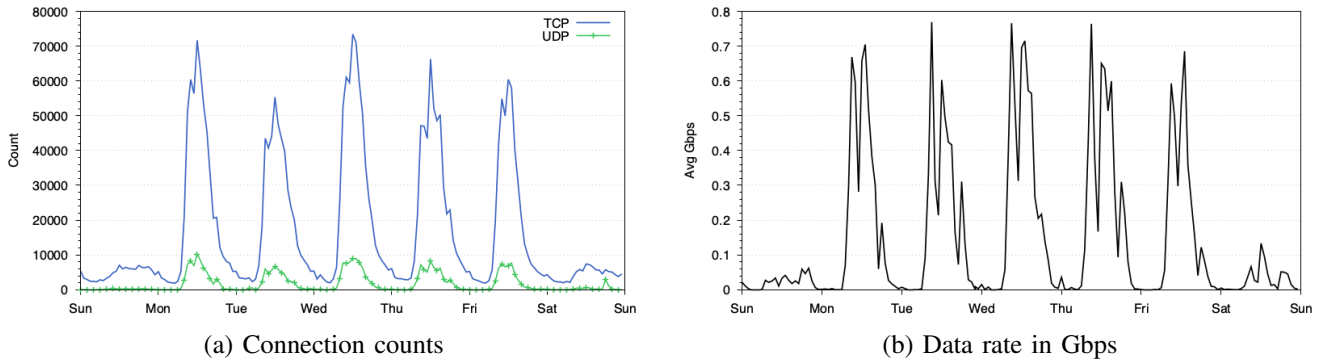 80000
70000
60000
50000
40000
30000
20000
10000
0
Count
TCP
UDP
Sun Mon Tue Wed Thu Fri Sat Sun
(a) Connection counts
0.8
0.7
0.6
0.5
0.4
0.3
0.2
0.1
0
Avg Gbps
Sun Mon Tue Wed Thu Fri Sat Sun
(b) Data rate in Gbps